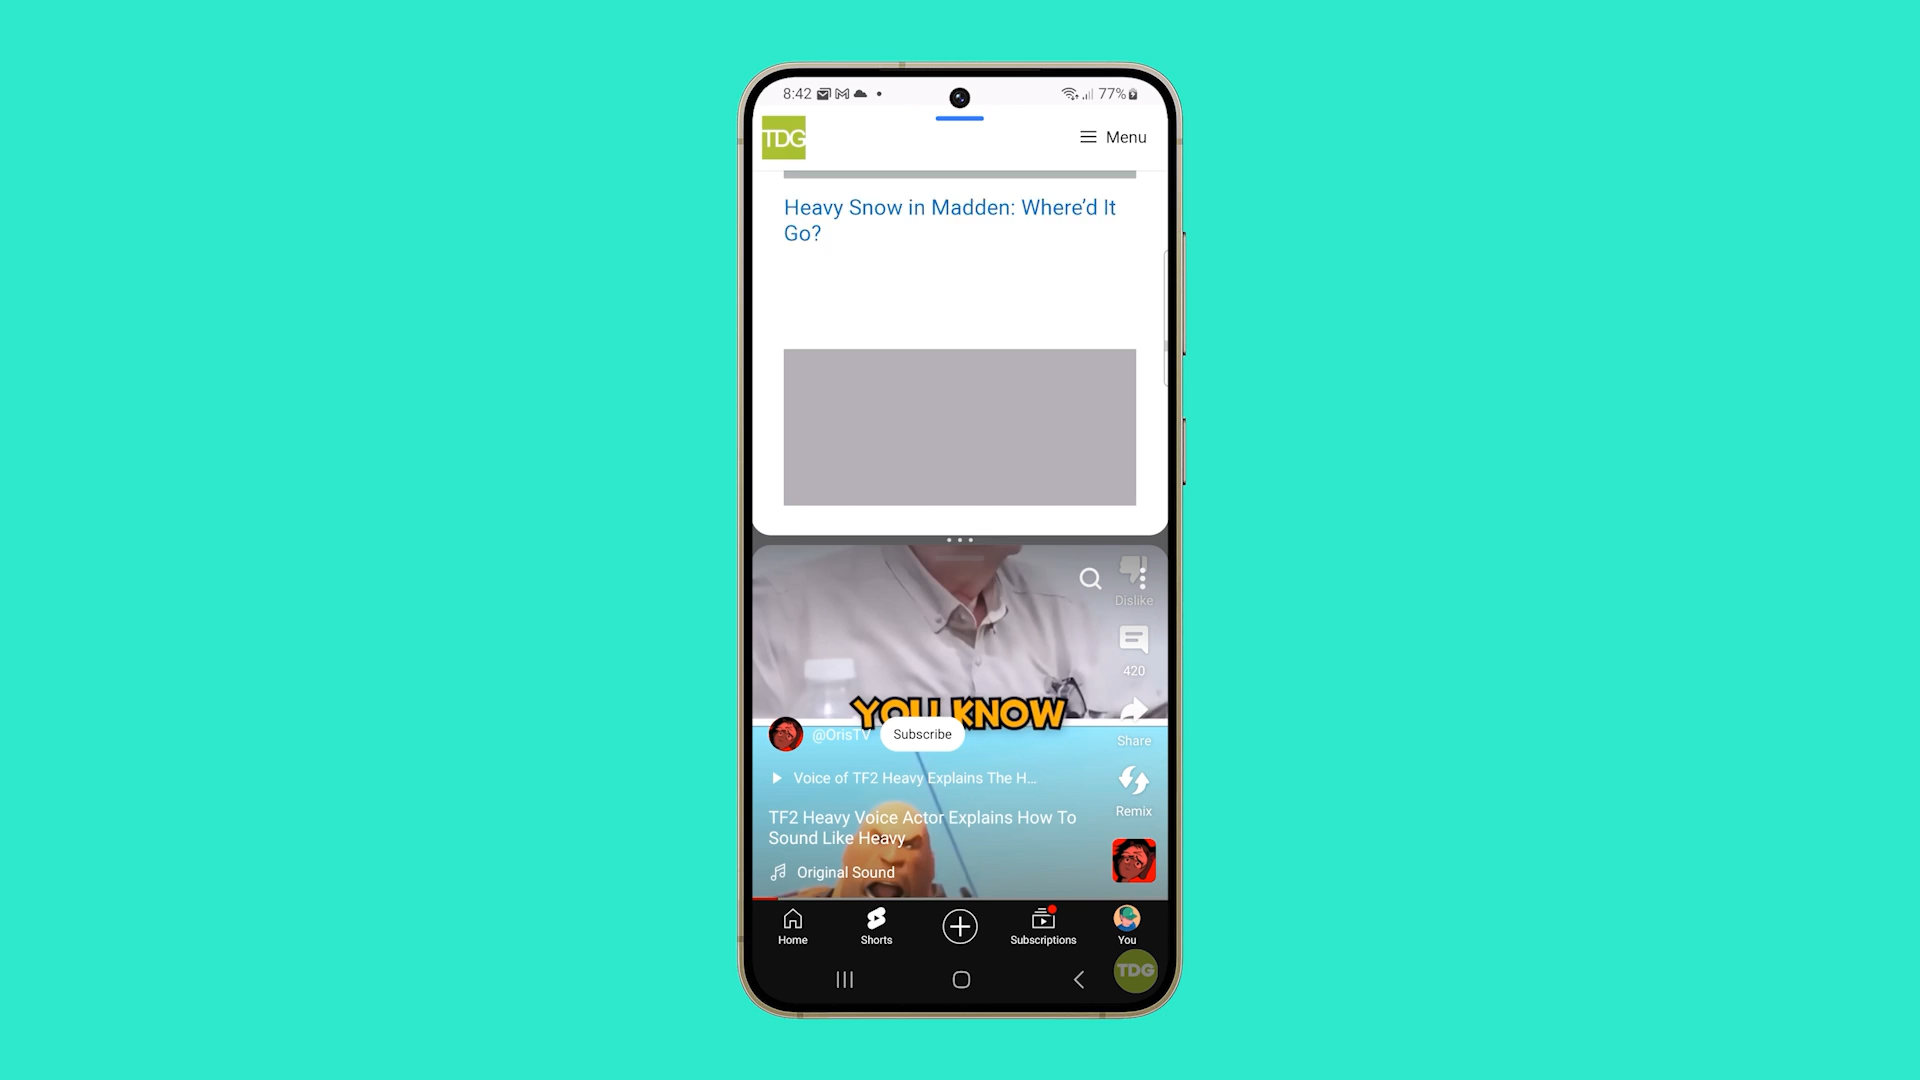 8:42
77%
TDG
Menu
Heavy Snow in Madden: Where’d It
Go?
Dislike
420
YOU KNOW
@OrisTV
Subscribe
Share
Voice of TF2 Heavy Explains The H...
Remix
TF2 Heavy Voice Actor Explains How To
Sound Like Heavy
Original Sound
Home
Shorts
Subscriptions
You
TDG